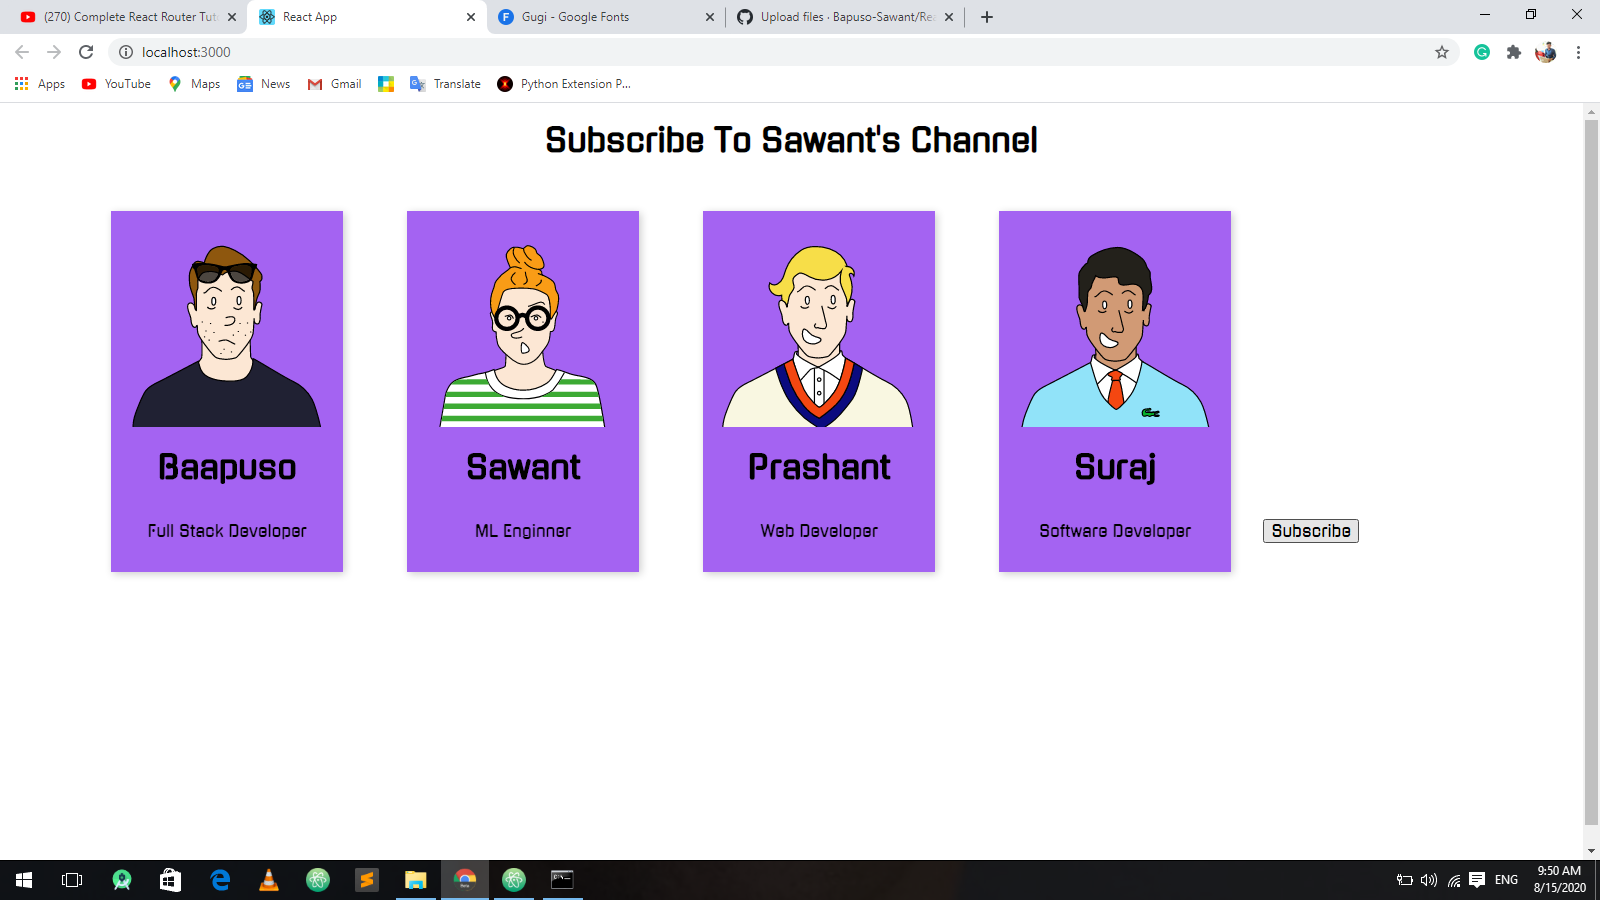 (270) Complete React Router Tuto
React App
Gugi - Google Fonts
Upload files · Bapuso-Sawant/Rea
localhost:3000
Apps
YouTube
Maps
News
Gmail
Translate
Python Extension P...
Subscribe To Sawant's Channel
Baapuso
Sawant
Prashant
Suraj
Full Stack Developer
ML Enginner
Web Developer
Software Developer
Subscribe
ENG
9:50 AM
8/15/2020